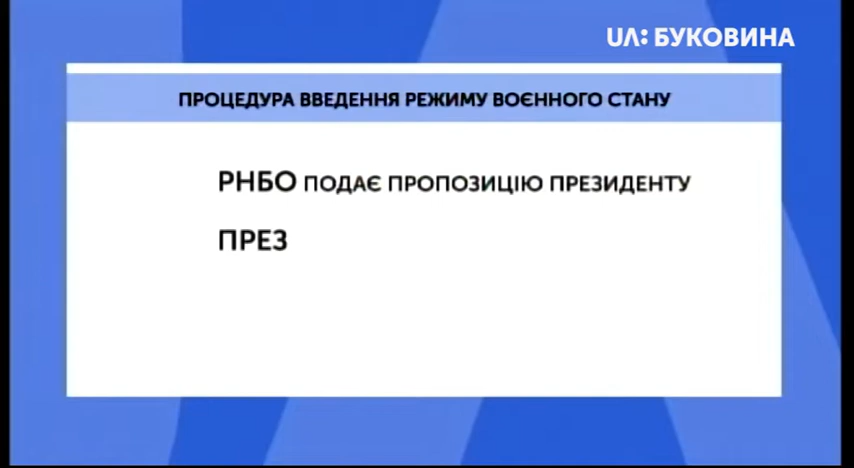 UA: БУКОВИНА
ПРОЦЕДУРА ВВЕДЕННЯ РЕЖИМУ ВОЄННОГО СТАНУ
РНБО ПОДАЄ ПРОПОЗИЦІЮ ПРЕЗИДЕНТУ
ПРЕЗ